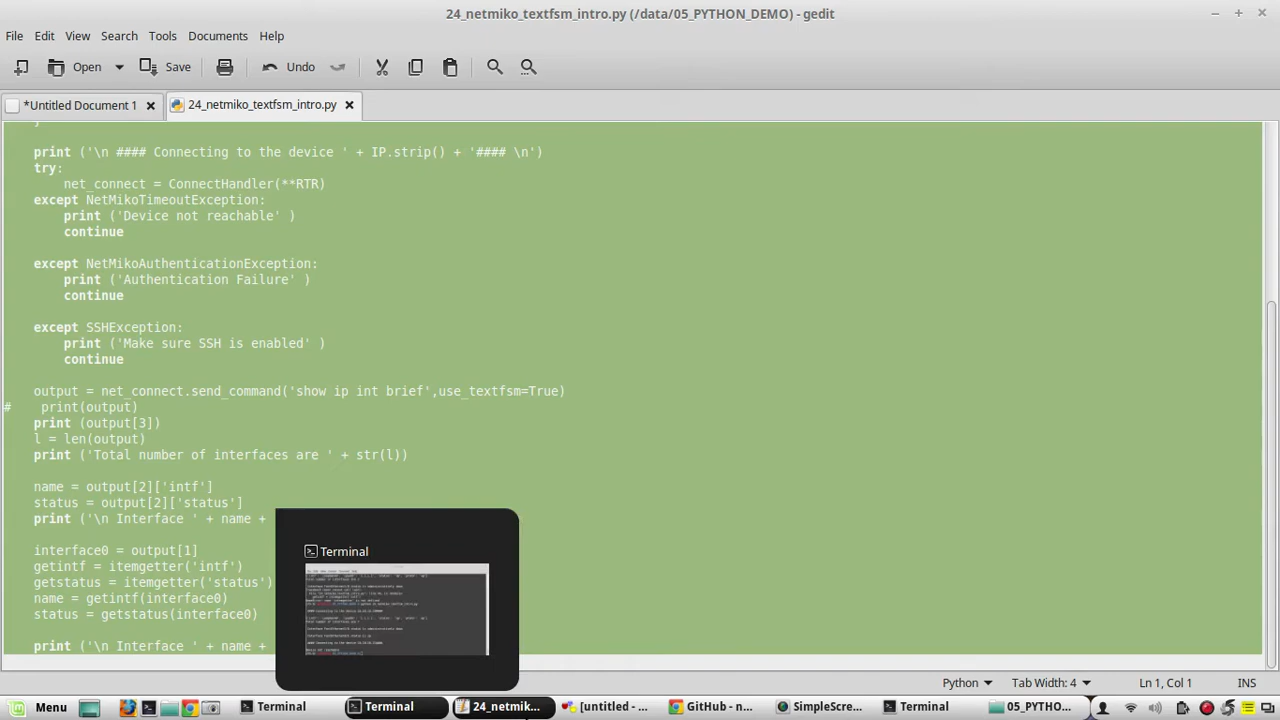 24_netmiko_textfsm_intro.py (/data/05_PYTHON_DEMO) - gedit
File Edit View Search Tools Documents Help
Open Save Undo
*Untitled Document 1 24_netmiko_textfsm_intro.py
}
print ('\n #### Connecting to the device ' + IP.strip() + '#### \n')
try:
net_connect = ConnectHandler(**RTR)
except NetMikoTimeoutException:
print ('Device not reachable' )
continue
except NetMikoAuthenticationException:
print ('Authentication Failure' )
continue
except SSHException:
print ('Make sure SSH is enabled' )
continue
output = net_connect.send_command('show ip int brief',use_textfsm=True)
# print(output)
print (output[3])
l = len(output)
print ('Total number of interfaces are ' + str(l))
name = output[2]['intf']
status = output[2]['status']
print ('\n Interface ' + name +
interface0 = output[1]
getintf = itemgetter('intf')
getstatus = itemgetter('status')
name = getintf(interface0)
status = getstatus(interface0)
print ('\n Interface ' + name +
Terminal
Python Tab Width: 4 Ln 1, Col 1 INS
Menu Terminal Terminal 24_netmik... [untitled - ... GitHub - n... SimpleScre... Terminal 05_PYTHO...